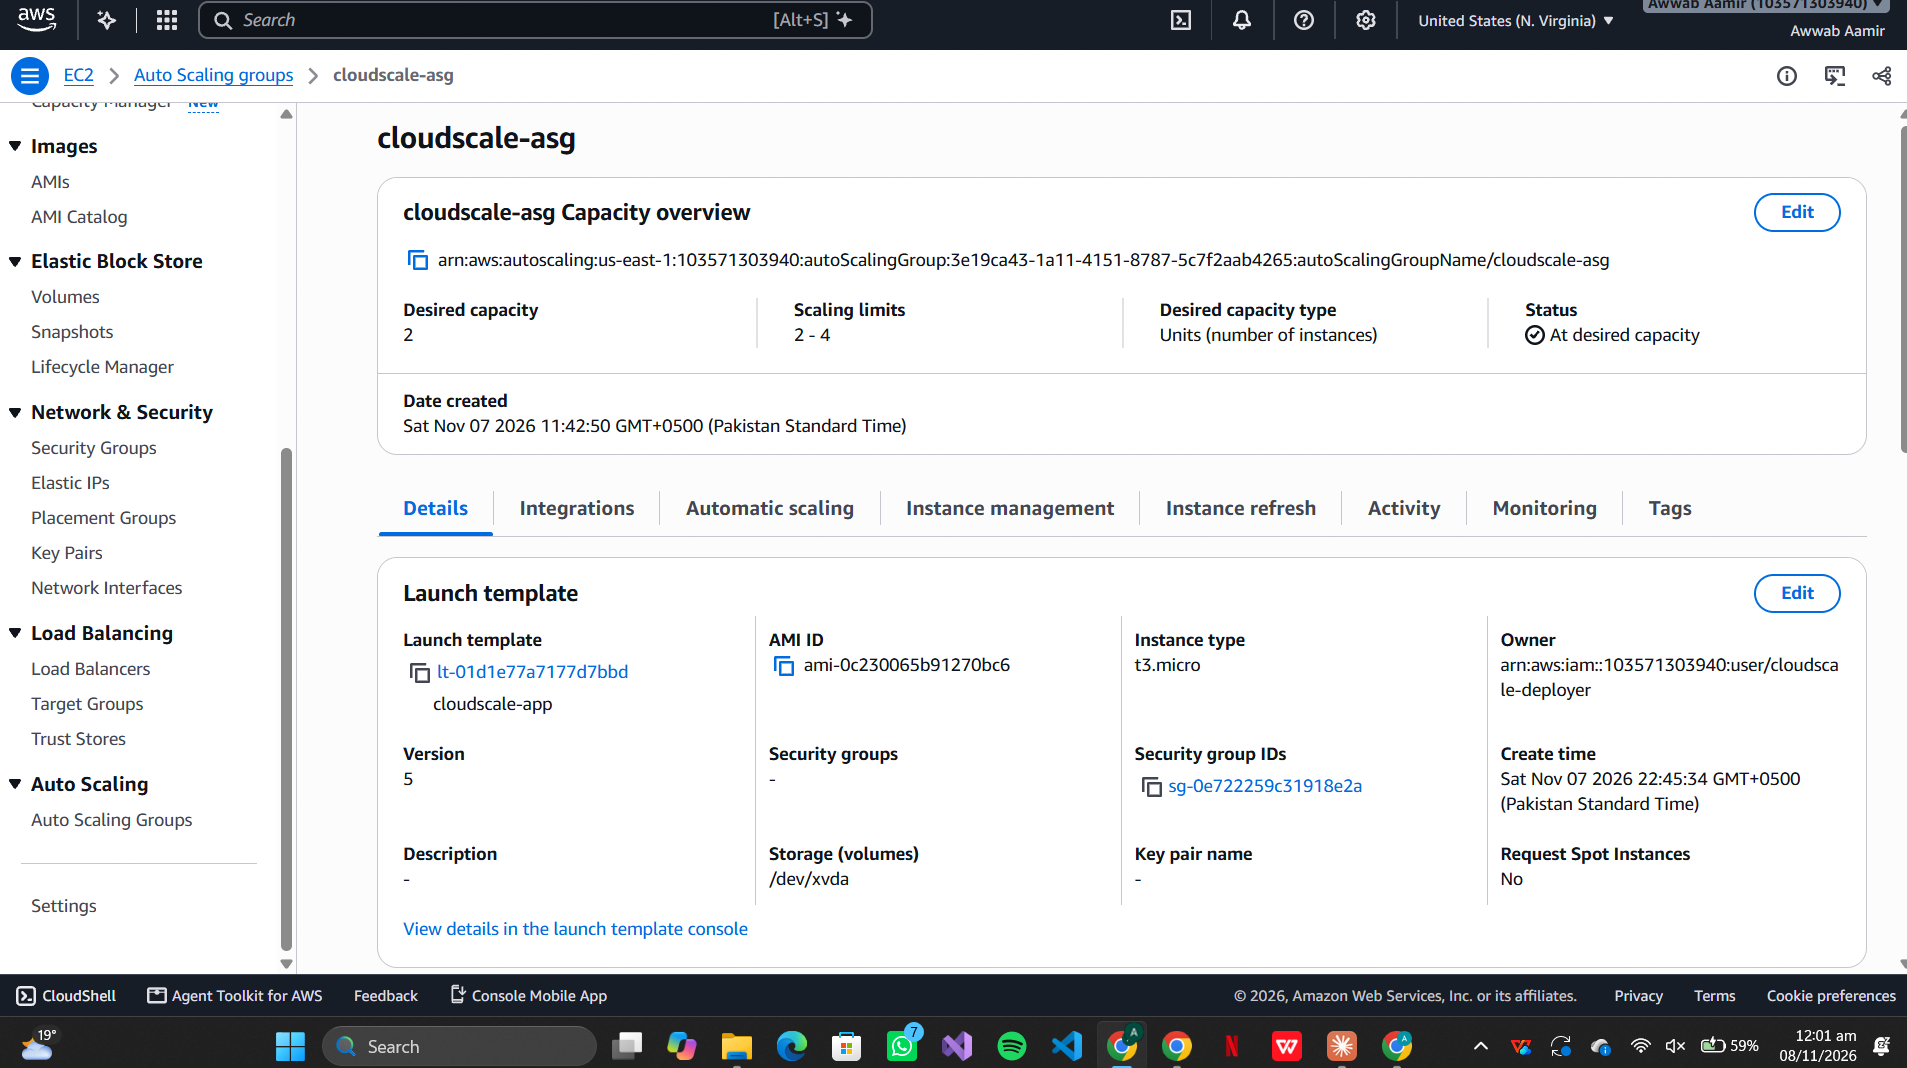 aws
Search
[Alt+S]
United States (N. Virginia)
Awwab Aamir (103571303940)
Awwab Aamir
EC2
Auto Scaling groups
cloudscale-asg
Capacity Manager New
Images
AMIs
AMI Catalog
Elastic Block Store
Volumes
Snapshots
Lifecycle Manager
Network & Security
Security Groups
Elastic IPs
Placement Groups
Key Pairs
Network Interfaces
Load Balancing
Load Balancers
Target Groups
Trust Stores
Auto Scaling
Auto Scaling Groups
Settings
cloudscale-asg
cloudscale-asg Capacity overview
Edit
arn:aws:autoscaling:us-east-1:103571303940:autoScalingGroup:3e19ca43-1a11-4151-8787-5c7f2aab4265:autoScalingGroupName/cloudscale-asg
Desired capacity
2
Scaling limits
2 - 4
Desired capacity type
Units (number of instances)
Status
At desired capacity
Date created
Sat Nov 07 2026 11:42:50 GMT+0500 (Pakistan Standard Time)
Details
Integrations
Automatic scaling
Instance management
Instance refresh
Activity
Monitoring
Tags
Launch template
Edit
Launch template
lt-01d1e77a7177d7bbd
cloudscale-app
AMI ID
ami-0c230065b91270bc6
Instance type
t3.micro
Owner
arn:aws:iam::103571303940:user/cloudsca
le-deployer
Version
5
Security groups
-
Security group IDs
sg-0e722259c31918e2a
Create time
Sat Nov 07 2026 22:45:34 GMT+0500
(Pakistan Standard Time)
Description
-
Storage (volumes)
/dev/xvda
Key pair name
-
Request Spot Instances
No
View details in the launch template console
CloudShell
Agent Toolkit for AWS
Feedback
Console Mobile App
© 2026, Amazon Web Services, Inc. or its affiliates.
Privacy
Terms
Cookie preferences
19°
Search
7
A
59%
12:01 am
08/11/2026